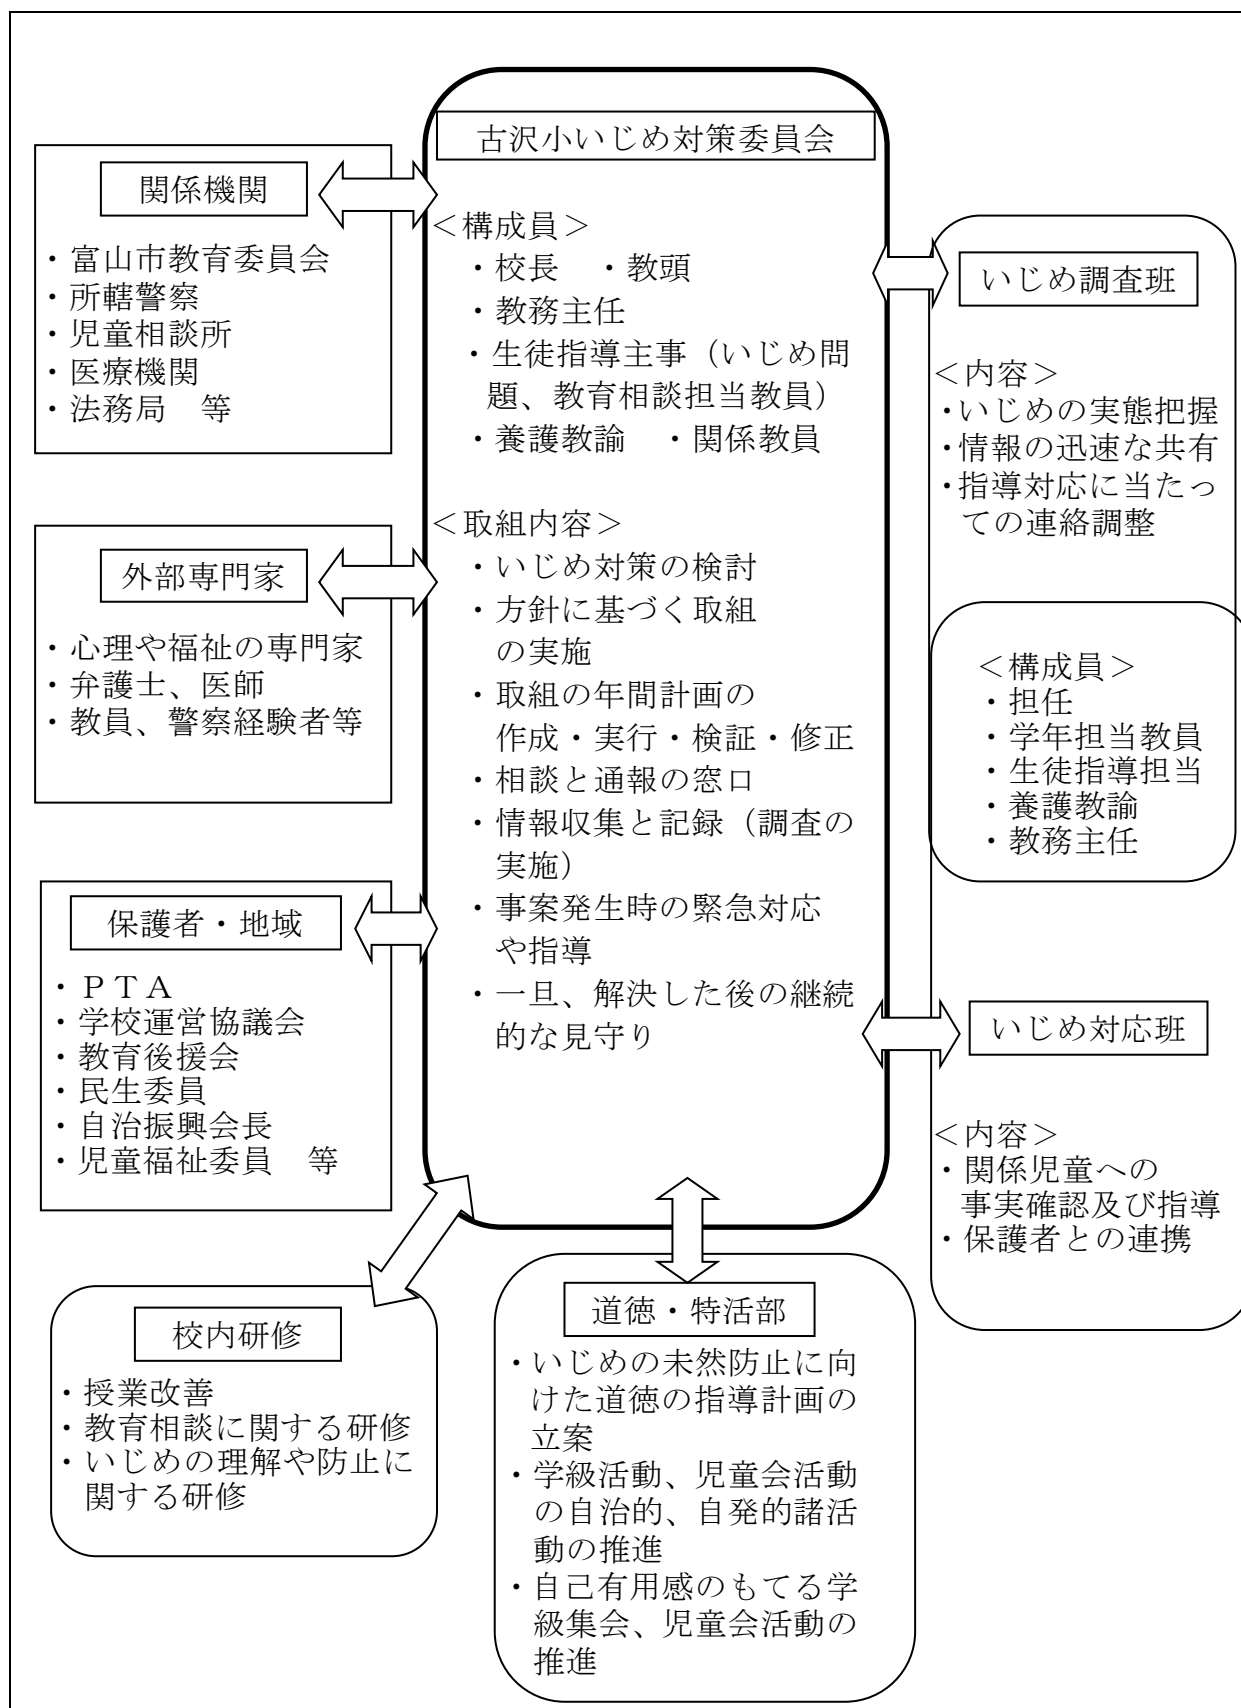 古沢小いじめ対策委員会
＜構成員＞
・校長　・教頭
・教務主任
・生徒指導主事（いじめ問
題、教育相談担当教員）
・養護教諭　・関係教員
＜取組内容＞
・いじめ対策の検討
・方針に基づく取組
の実施
・取組の年間計画の
作成・実行・検証・修正
・相談と通報の窓口
・情報収集と記録（調査の
実施）
・事案発生時の緊急対応
や指導
・一旦、解決した後の継続
的な見守り
関係機関
・富山市教育委員会
・所轄警察
・児童相談所
・医療機関
・法務局　等
外部専門家
・心理や福祉の専門家
・弁護士、医師
・教員、警察経験者等
保護者・地域
・ＰＴＡ
・学校運営協議会
・教育後援会
・民生委員
・自治振興会長
・児童福祉委員　等
いじめ調査班
＜内容＞
・いじめの実態把握
・情報の迅速な共有
・指導対応に当たっ
ての連絡調整
＜構成員＞
・担任
・学年担当教員
・生徒指導担当
・養護教諭
・教務主任
いじめ対応班
＜内容＞
・関係児童への
事実確認及び指導
・保護者との連携
校内研修
・授業改善
・教育相談に関する研修
・いじめの理解や防止に
関する研修
道徳・特活部
・いじめの未然防止に向
けた道徳の指導計画の
立案
・学級活動、児童会活動
の自治的、自発的諸活
動の推進
・自己有用感のもてる学
級集会、児童会活動の
推進